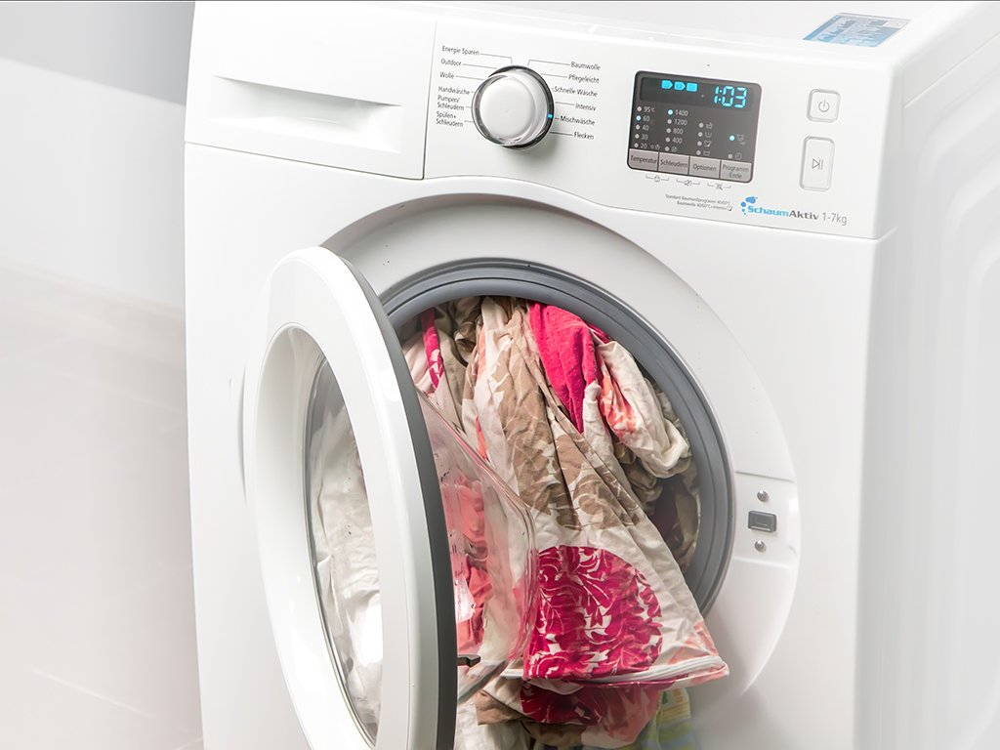 Energie Sparen
Outdoor
Wolle
Handwäsche
Pumpen/
Schleudern
Spülen+
Schleudern
Baumwolle
Pflegeleicht
Schnelle Wäsche
Intensiv
Mischwäsche
Flecken
1:03
95°C
60
40
30
20
1400
1200
800
400
Temperatur
Schleudern
Optionen
Programm
Ende
Standard Baumwollprogramm 40/60°C:
SchaumAktiv 1-7kg